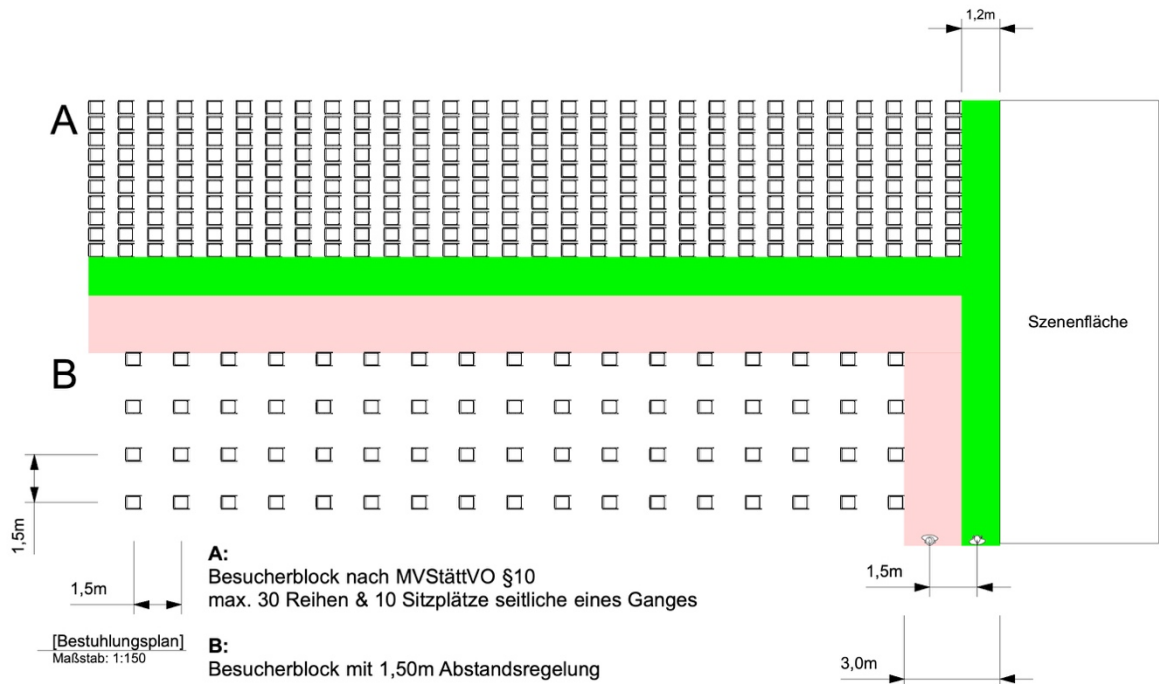 1,2m
A
Szenenfläche
B
1,5m
1,5m
A:
Besucherblock nach MVStättVO §10
max. 30 Reihen & 10 Sitzplätze seitliche eines Ganges
[Bestuhlungsplan]
Maßstab: 1:150
B:
Besucherblock mit 1,50m Abstandsregelung
1,5m
3,0m